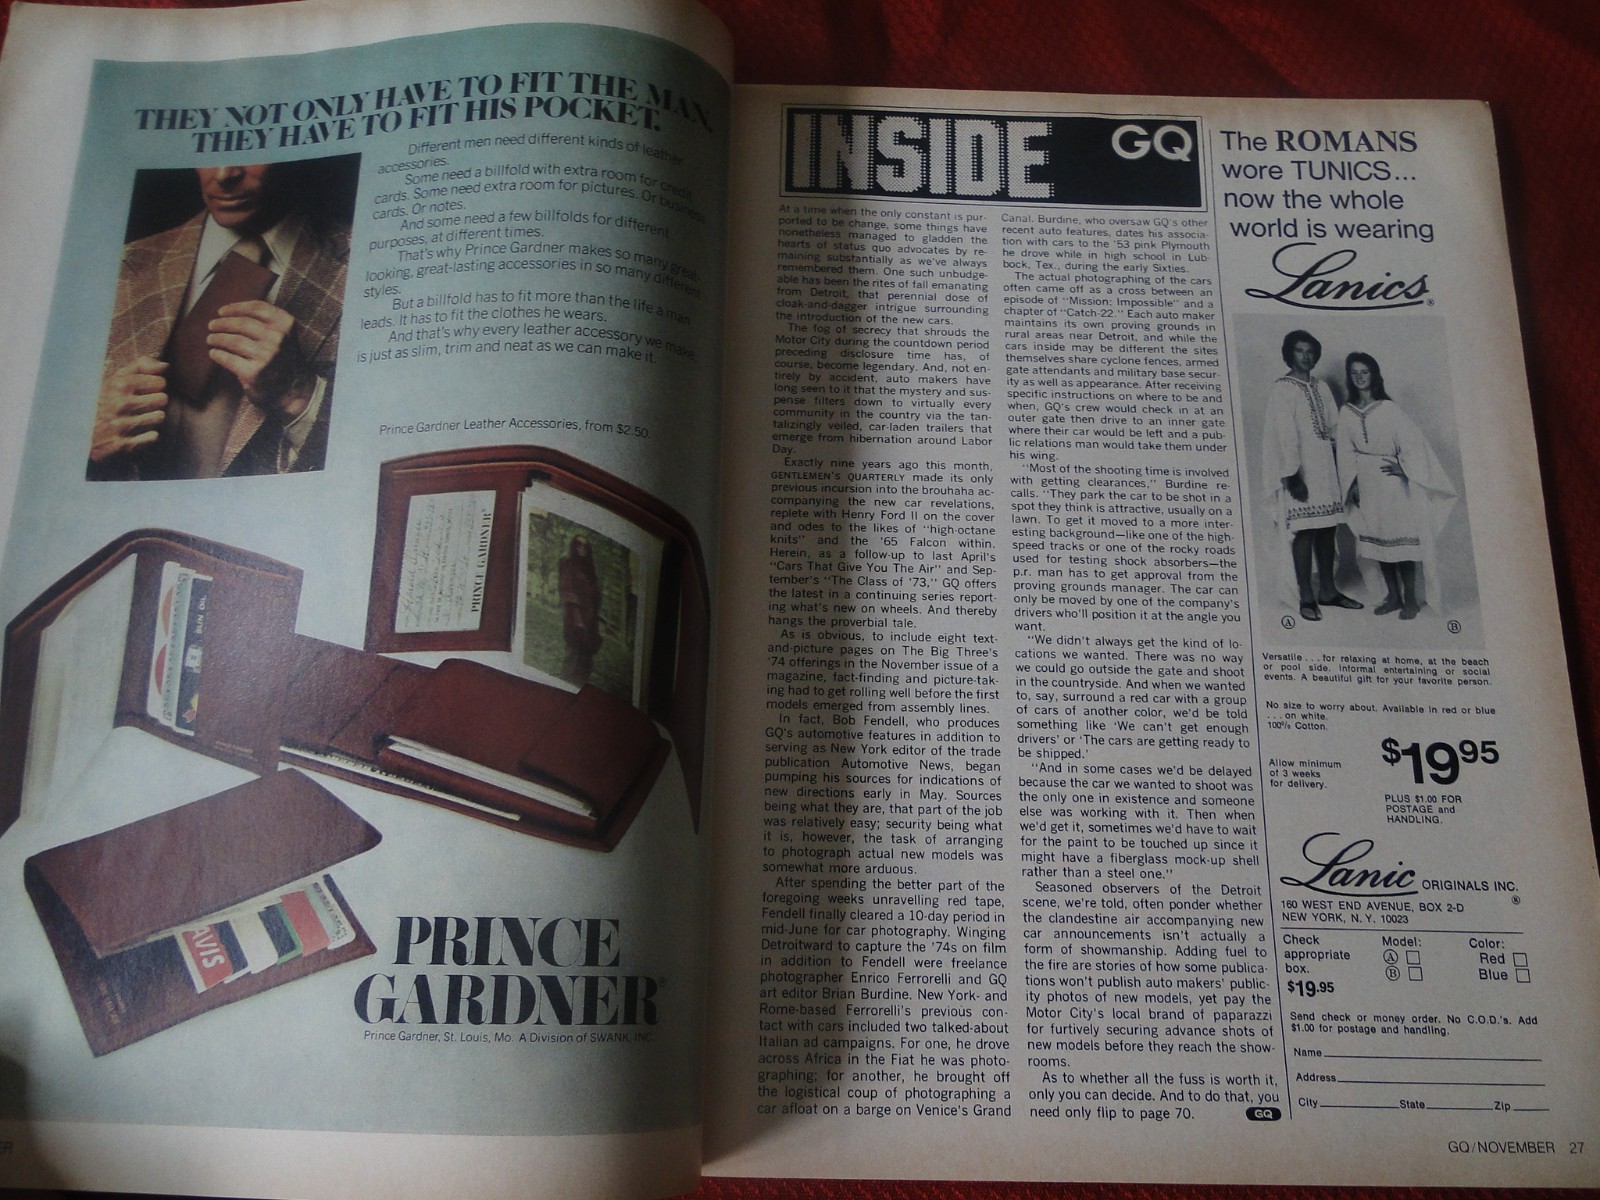 THEY NOT ONLY HAVE TO FIT THE MAN.
THEY HAVE TO FIT HIS POCKET.
Different men need different kinds of leather
accessories.
Some need a billfold with extra room for credit
cards. Some need extra room for pictures. Or business
cards. Or notes.
And some need a few billfolds for different
purposes, at different times.
That's why Prince Gardner makes so many great-
looking, great-lasting accessories in so many different
styles.
But a billfold has to fit more than the life a man
leads. It has to fit the clothes he wears.
And that's why every leather accessory we make
is just as slim, trim and neat as we can make it.
Prince Gardner Leather Accessories, from $2.50.
PRINCE GARDNER
SUN OIL
AVIS
PRINCE
GARDNER®
Prince Gardner, St. Louis, Mo. A Division of SWANK, INC.
INSIDE GQ
At a time when the only constant is pur-
ported to be change, some things have
nonetheless managed to gladden the
hearts of status quo advocates by re-
maining substantially as we've always
remembered them. One such unbudge-
able has been the rites of fall emanating
from Detroit, that perennial dose of
cloak-and-dagger intrigue surrounding
the introduction of the new cars.
The fog of secrecy that shrouds the
Motor City during the countdown period
preceding disclosure time has, of
course, become legendary. And, not en-
tirely by accident, auto makers have
long seen to it that the mystery and sus-
pense filters down to virtually every
community in the country via the tan-
talizingly veiled, car-laden trailers that
emerge from hibernation around Labor
Day.
Exactly nine years ago this month,
GENTLEMEN'S QUARTERLY made its only
previous incursion into the brouhaha ac-
companying the new car revelations,
replete with Henry Ford II on the cover
and odes to the likes of "high-octane
knits" and the '65 Falcon within.
Herein, as a follow-up to last April's
"Cars That Give You The Air" and Sep-
tember's "The Class of '73," GQ offers
the latest in a continuing series report-
ing what's new on wheels. And thereby
hangs the proverbial tale.
As is obvious, to include eight text-
and-picture pages on The Big Three's
'74 offerings in the November issue of a
magazine, fact-finding and picture-tak-
ing had to get rolling well before the first
models emerged from assembly lines.
In fact, Bob Fendell, who produces
GQ's automotive features in addition to
serving as New York editor of the trade
publication Automotive News, began
pumping his sources for indications of
new directions early in May. Sources
being what they are, that part of the job
was relatively easy; security being what
it is, however, the task of arranging
to photograph actual new models was
somewhat more arduous.
After spending the better part of the
foregoing weeks unravelling red tape,
Fendell finally cleared a 10-day period in
mid-June for car photography. Winging
Detroitward to capture the '74s on film
in addition to Fendell were freelance
photographer Enrico Ferrorelli and GQ
art editor Brian Burdine. New York- and
Rome-based Ferrorelli's previous con-
tact with cars included two talked-about
Italian ad campaigns. For one, he drove
across Africa in the Fiat he was photo-
graphing; for another, he brought off
the logistical coup of photographing a
car afloat on a barge on Venice's Grand
Canal. Burdine, who oversaw GQ's other
recent auto features, dates his associa-
tion with cars to the '53 pink Plymouth
he drove while in high school in Lub-
bock, Tex., during the early Sixties.
The actual photographing of the cars
often came off as a cross between an
episode of "Mission: Impossible" and a
chapter of "Catch-22." Each auto maker
maintains its own proving grounds in
rural areas near Detroit, and while the
cars inside may be different the sites
themselves share cyclone fences, armed
gate attendants and military base secur-
ity as well as appearance. After receiving
specific instructions on where to be and
when, GQ's crew would check in at an
outer gate then drive to an inner gate
where their car would be left and a pub-
lic relations man would take them under
his wing.
"Most of the shooting time is involved
with getting clearances," Burdine re-
calls. "They park the car to be shot in a
spot they think is attractive, usually on a
lawn. To get it moved to a more inter-
esting background—like one of the high-
speed tracks or one of the rocky roads
used for testing shock absorbers—the
p.r. man has to get approval from the
proving grounds manager. The car can
only be moved by one of the company's
drivers who'll position it at the angle you
want.
"We didn't always get the kind of lo-
cations we wanted. There was no way
we could go outside the gate and shoot
in the countryside. And when we wanted
to, say, surround a red car with a group
of cars of another color, we'd be told
something like 'We can't get enough
drivers' or 'The cars are getting ready to
be shipped.'
"And in some cases we'd be delayed
because the car we wanted to shoot was
the only one in existence and someone
else was working with it. Then when
we'd get it, sometimes we'd have to wait
for the paint to be touched up since it
might have a fiberglass mock-up shell
rather than a steel one."
Seasoned observers of the Detroit
scene, we're told, often ponder whether
the clandestine air accompanying new
car announcements isn't actually a
form of showmanship. Adding fuel to
the fire are stories of how some publica-
tions won't publish auto makers' public-
ity photos of new models, yet pay the
Motor City's local brand of paparazzi
for furtively securing advance shots of
new models before they reach the show-
rooms.
As to whether all the fuss is worth it,
only you can decide. And to do that, you
need only flip to page 70. GQ
The ROMANS
wore TUNICS...
now the whole
world is wearing
Lanics®
A B
Versatile . . . for relaxing at home, at the beach
or pool side. Informal entertaining or social
events. A beautiful gift for your favorite person.
No size to worry about. Available in red or blue
. . . on white.
100% Cotton.
Allow minimum
of 3 weeks
for delivery.
$19.95
PLUS $1.00 FOR
POSTAGE and
HANDLING.
Lanic ORIGINALS INC.®
160 WEST END AVENUE, BOX 2-D
NEW YORK, N. Y. 10023
Check
appropriate
box.
$19.95
Model:
A
B
Color:
Red
Blue
Send check or money order. No C.O.D.'s. Add
$1.00 for postage and handling.
Name
Address
City State Zip
GQ/NOVEMBER 27